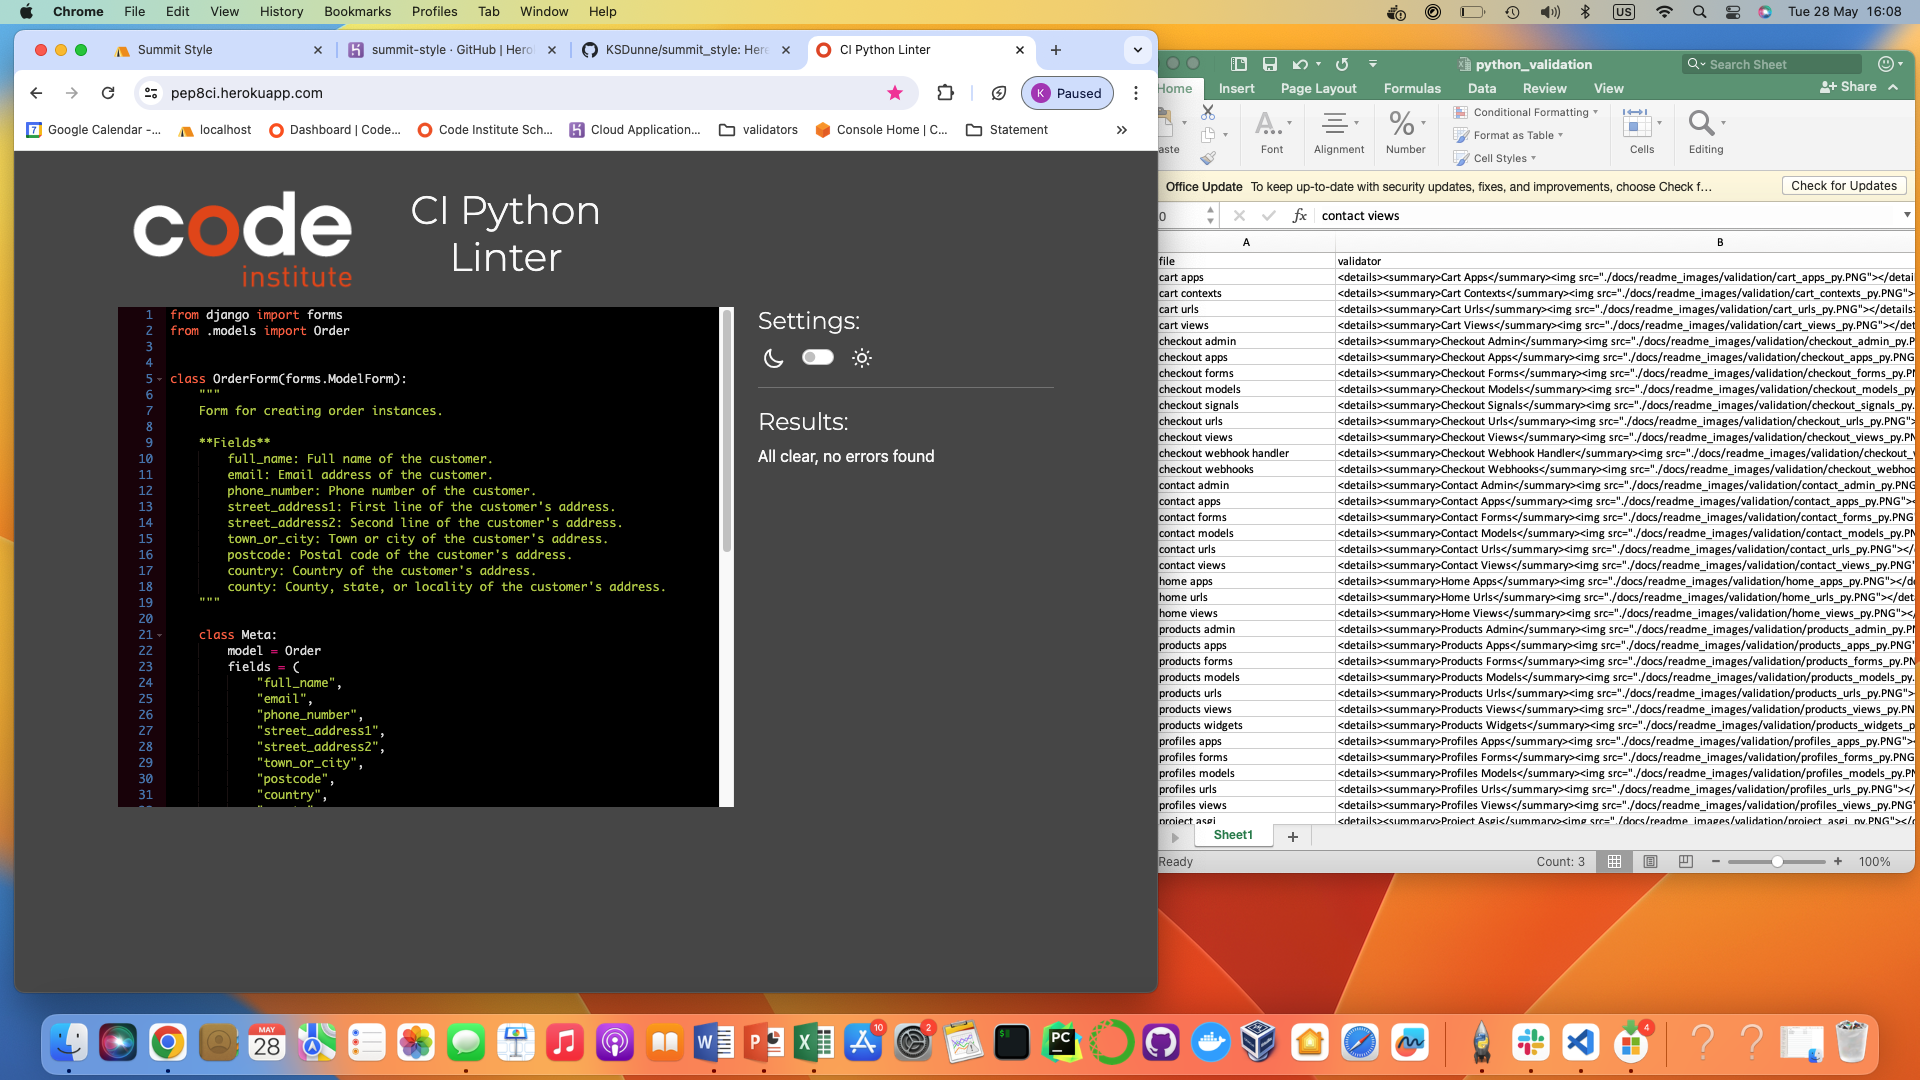 Chrome File Edit View History Bookmarks Profiles Tab Window Help US Tue 28 May 16:08
Summit Style
summit-style · GitHub | Hero
KSDunne/summit_style: Here
CI Python Linter
pep8ci.herokuapp.com
K Paused
Google Calendar -...
localhost
Dashboard | Code...
Code Institute Sch...
Cloud Application...
validators
Console Home | C...
Statement
code
institute
CI Python
Linter
1 from django import forms
2 from .models import Order
3
4
5 class OrderForm(forms.ModelForm):
6 """
7 Form for creating order instances.
8
9 **Fields**
10 full_name: Full name of the customer.
11 email: Email address of the customer.
12 phone_number: Phone number of the customer.
13 street_address1: First line of the customer's address.
14 street_address2: Second line of the customer's address.
15 town_or_city: Town or city of the customer's address.
16 postcode: Postal code of the customer's address.
17 country: Country of the customer's address.
18 county: County, state, or locality of the customer's address.
19 """
20
21 class Meta:
22 model = Order
23 fields = (
24 "full_name",
25 "email",
26 "phone_number",
27 "street_address1",
28 "street_address2",
29 "town_or_city",
30 "postcode",
31 "country",
Settings:
Results:
All clear, no errors found
python_validation
Search Sheet
Home Insert Page Layout Formulas Data Review View Share
aste
Font
Alignment
Number
Conditional Formatting
Format as Table
Cell Styles
Cells
Editing
Office Update To keep up-to-date with security updates, fixes, and improvements, choose Check f... Check for Updates
0 fx contact views
A B
file validator
cart apps <details><summary>Cart Apps</summary><img src="./docs/readme_images/validation/cart_apps_py.PNG"></detai
cart contexts <details><summary>Cart Contexts</summary><img src="./docs/readme_images/validation/cart_contexts_py.PNG">
cart urls <details><summary>Cart Urls</summary><img src="./docs/readme_images/validation/cart_urls_py.PNG"></details
cart views <details><summary>Cart Views</summary><img src="./docs/readme_images/validation/cart_views_py.PNG"></det
checkout admin <details><summary>Checkout Admin</summary><img src="./docs/readme_images/validation/checkout_admin_py.P
checkout apps <details><summary>Checkout Apps</summary><img src="./docs/readme_images/validation/checkout_apps_py.PNG
checkout forms <details><summary>Checkout Forms</summary><img src="./docs/readme_images/validation/checkout_forms_py.PN
checkout models <details><summary>Checkout Models</summary><img src="./docs/readme_images/validation/checkout_models_py
checkout signals <details><summary>Checkout Signals</summary><img src="./docs/readme_images/validation/checkout_signals_py.
checkout urls <details><summary>Checkout Urls</summary><img src="./docs/readme_images/validation/checkout_urls_py.PNG">
checkout views <details><summary>Checkout Views</summary><img src="./docs/readme_images/validation/checkout_views_py.PN
checkout webhook handler <details><summary>Checkout Webhook Handler</summary><img src="./docs/readme_images/validation/checkout_
checkout webhooks <details><summary>Checkout Webhooks</summary><img src="./docs/readme_images/validation/checkout_webhoo
contact admin <details><summary>Contact Admin</summary><img src="./docs/readme_images/validation/contact_admin_py.PNG
contact apps <details><summary>Contact Apps</summary><img src="./docs/readme_images/validation/contact_apps_py.PNG"><
contact forms <details><summary>Contact Forms</summary><img src="./docs/readme_images/validation/contact_forms_py.PNG
contact models <details><summary>Contact Models</summary><img src="./docs/readme_images/validation/contact_models_py.PN
contact urls <details><summary>Contact Urls</summary><img src="./docs/readme_images/validation/contact_urls_py.PNG"></
contact views <details><summary>Contact Views</summary><img src="./docs/readme_images/validation/contact_views_py.PNG">
home apps <details><summary>Home Apps</summary><img src="./docs/readme_images/validation/home_apps_py.PNG"></de
home urls <details><summary>Home Urls</summary><img src="./docs/readme_images/validation/home_urls_py.PNG"></det
home views <details><summary>Home Views</summary><img src="./docs/readme_images/validation/home_views_py.PNG"></
products admin <details><summary>Products Admin</summary><img src="./docs/readme_images/validation/products_admin_py.P
products apps <details><summary>Products Apps</summary><img src="./docs/readme_images/validation/products_apps_py.PNG"
products forms <details><summary>Products Forms</summary><img src="./docs/readme_images/validation/products_forms_py.PN
products models <details><summary>Products Models</summary><img src="./docs/readme_images/validation/products_models_py.
products urls <details><summary>Products Urls</summary><img src="./docs/readme_images/validation/products_urls_py.PNG">
products views <details><summary>Products Views</summary><img src="./docs/readme_images/validation/products_views_py.PN
products widgets <details><summary>Products Widgets</summary><img src="./docs/readme_images/validation/products_widgets_p
profiles apps <details><summary>Profiles Apps</summary><img src="./docs/readme_images/validation/profiles_apps_py.PNG"><
profiles forms <details><summary>Profiles Forms</summary><img src="./docs/readme_images/validation/profiles_forms_py.PNG
profiles models <details><summary>Profiles Models</summary><img src="./docs/readme_images/validation/profiles_models_py.PN
profiles urls <details><summary>Profiles Urls</summary><img src="./docs/readme_images/validation/profiles_urls_py.PNG"></
profiles views <details><summary>Profiles Views</summary><img src="./docs/readme_images/validation/profiles_views_py.PNG"
project asgi <details><summary>Project Asgi</summary><img src="./docs/readme_images/validation/project_asgi_py.PNG"></
Sheet1
Ready Count: 3 100%
MAY
28
W P X
10
2
PC
4